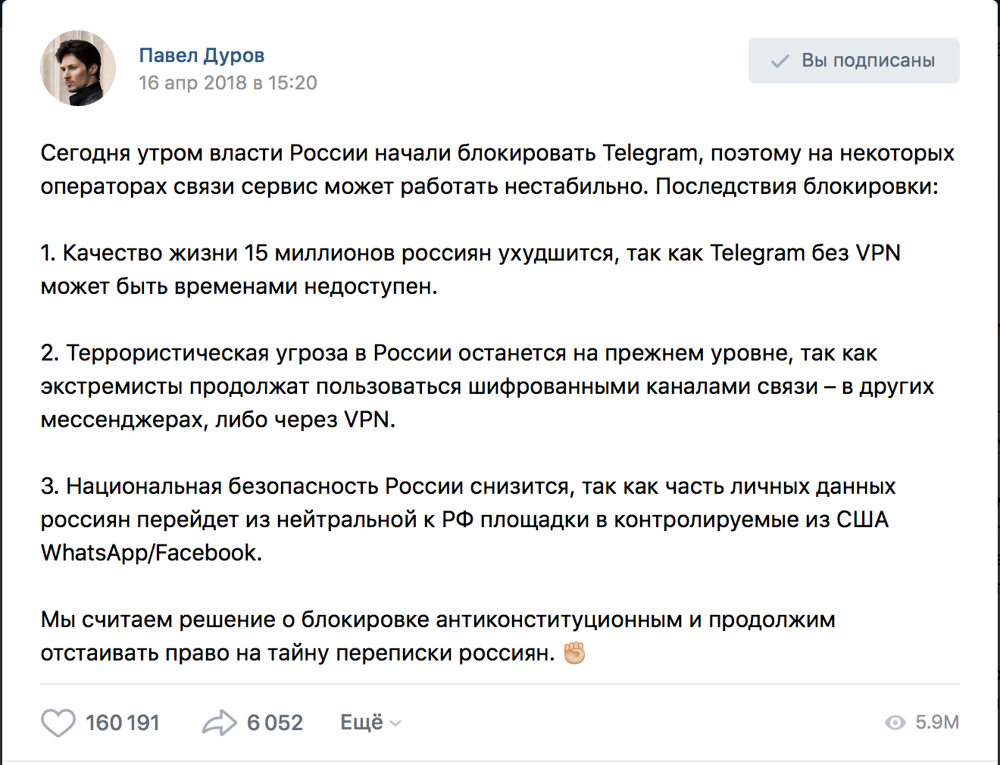 Павел Дуров
16 апр 2018 в 15:20
Вы подписаны
Сегодня утром власти России начали блокировать Telegram, поэтому на некоторых
операторах связи сервис может работать нестабильно. Последствия блокировки:
1. Качество жизни 15 миллионов россиян ухудшится, так как Telegram без VPN
может быть временами недоступен.
2. Террористическая угроза в России останется на прежнем уровне, так как
экстремисты продолжат пользоваться шифрованными каналами связи – в других
мессенджерах, либо через VPN.
3. Национальная безопасность России снизится, так как часть личных данных
россиян перейдет из нейтральной к РФ площадки в контролируемые из США
WhatsApp/Facebook.
Мы считаем решение о блокировке антиконституционным и продолжим
отстаивать право на тайну переписки россиян. ✊🏼
160 191 6 052 Ещё 5.9M